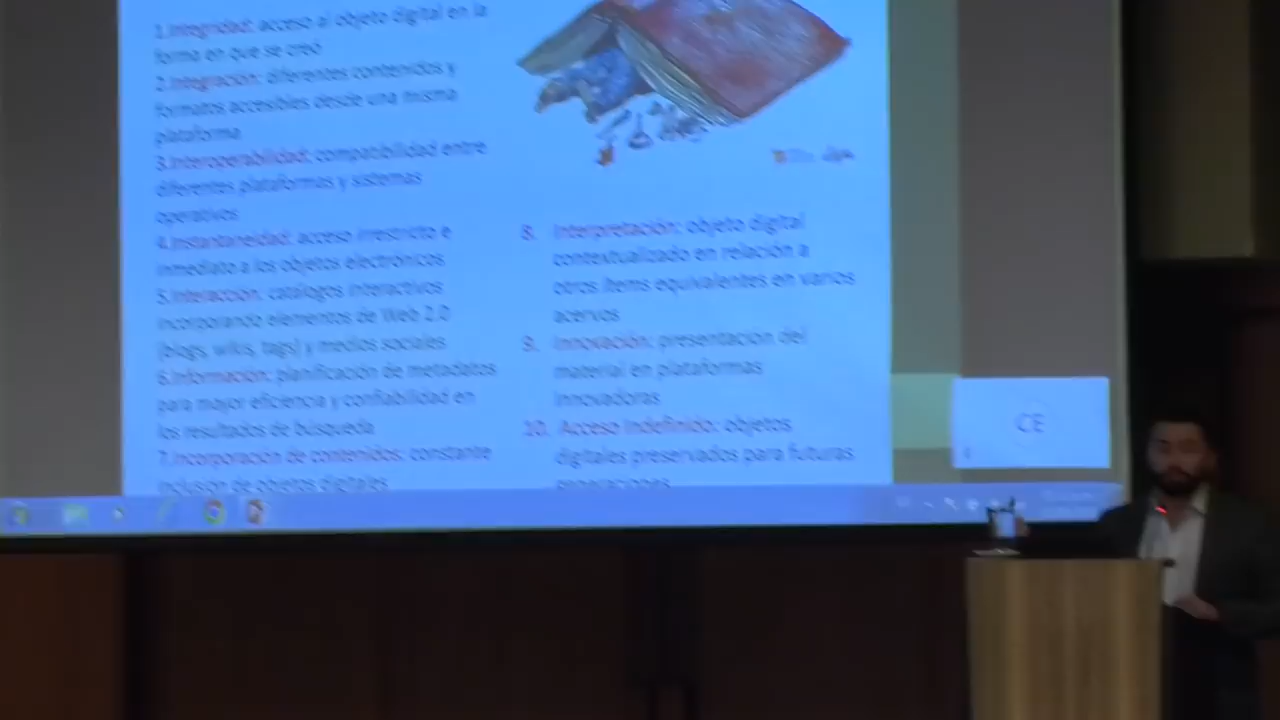 1.Integridad: acceso al objeto digital en la
forma en que se creó
2.Integración: diferentes contenidos y
formatos accesibles desde una misma
plataforma
3.Interoperabilidad: compatibilidad entre
diferentes plataformas y sistemas
operativos
4.Instantaneidad: acceso irrestricto e
inmediato a los objetos electrónicos
5.Interacción: catálogos interactivos
incorporando elementos de Web 2.0
(blogs, wikis, tags) y medios sociales
6.Información: planificación de metadatos
para mayor eficiencia y confiabilidad en
los resultados de búsqueda
7.Incorporación de contenidos: constante
inclusión de objetos digitales
8. Interpretación: objeto digital
contextualizado en relación a
otros ítems equivalentes en varios
acervos
9. Innovación: presentación del
material en plataformas
innovadoras
10. Acceso Indefinido: objetos
digitales preservados para futuras
generaciones
CE